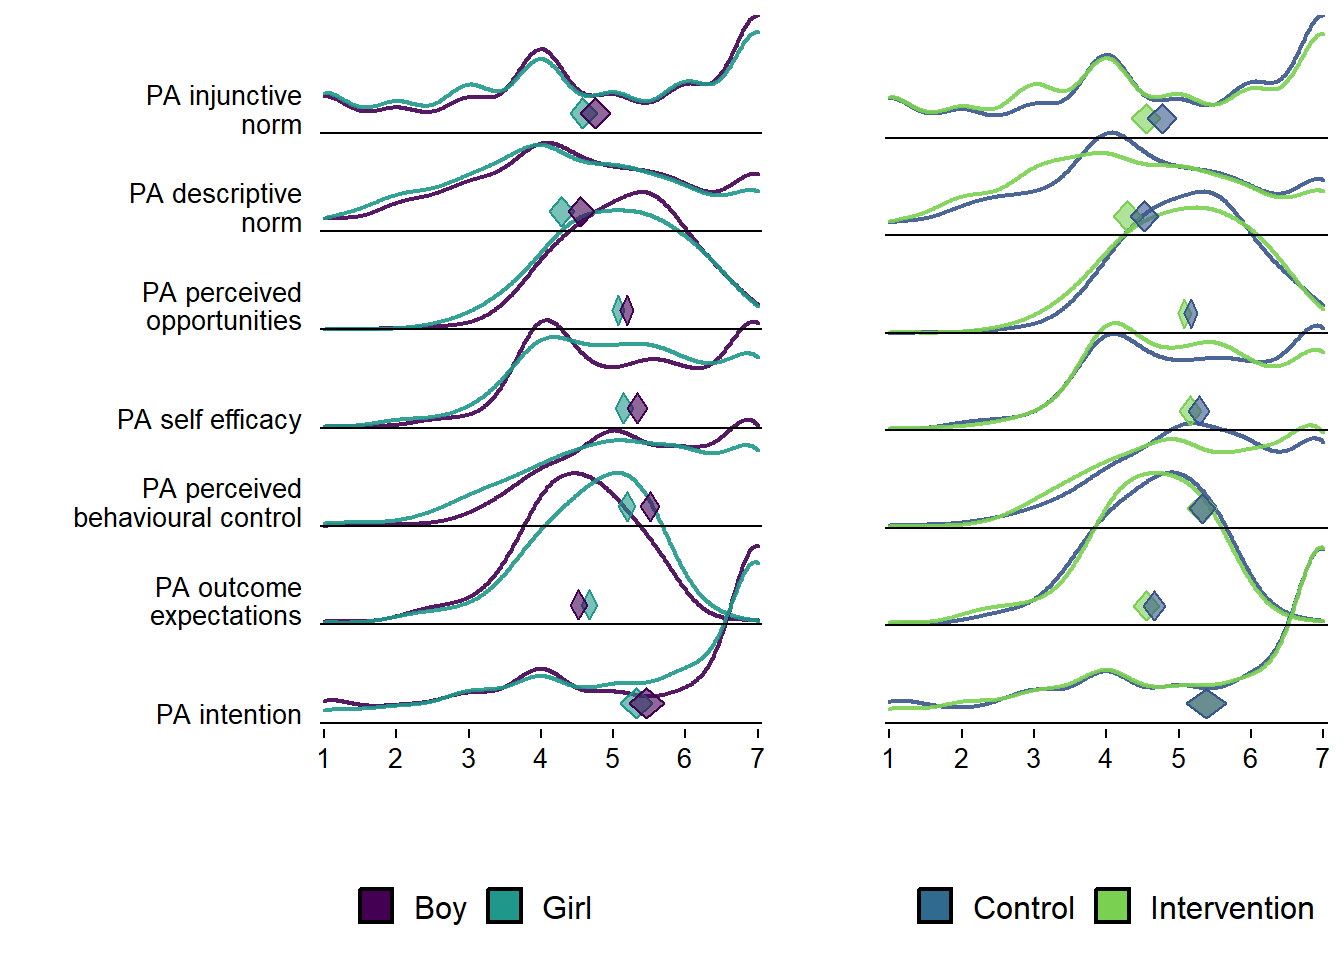 PA injunctive
norm
PA descriptive
norm
PA perceived
opportunities
PA self efficacy
PA perceived
behavioural control
PA outcome
expectations
PA intention
1 2 3 4 5 6 7
1 2 3 4 5 6 7
Boy Girl
Control Intervention